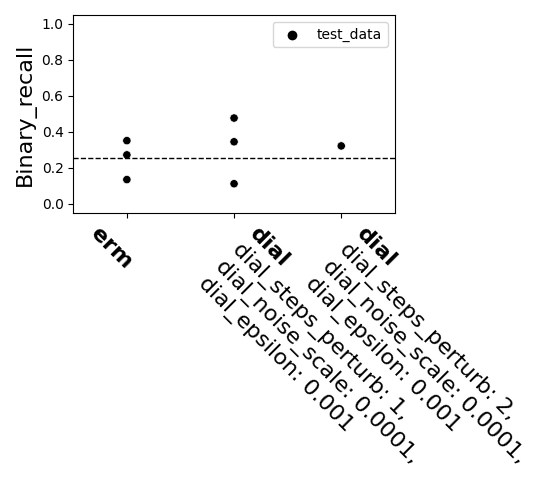 Binary_recall
1.0
0.8
0.6
0.4
0.2
0.0
test_data
erm
dial
dial_steps_perturb: 1,
dial_noise_scale: 0.0001,
dial_epsilon: 0.001
dial
dial_steps_perturb: 2,
dial_noise_scale: 0.0001,
dial_epsilon: 0.001